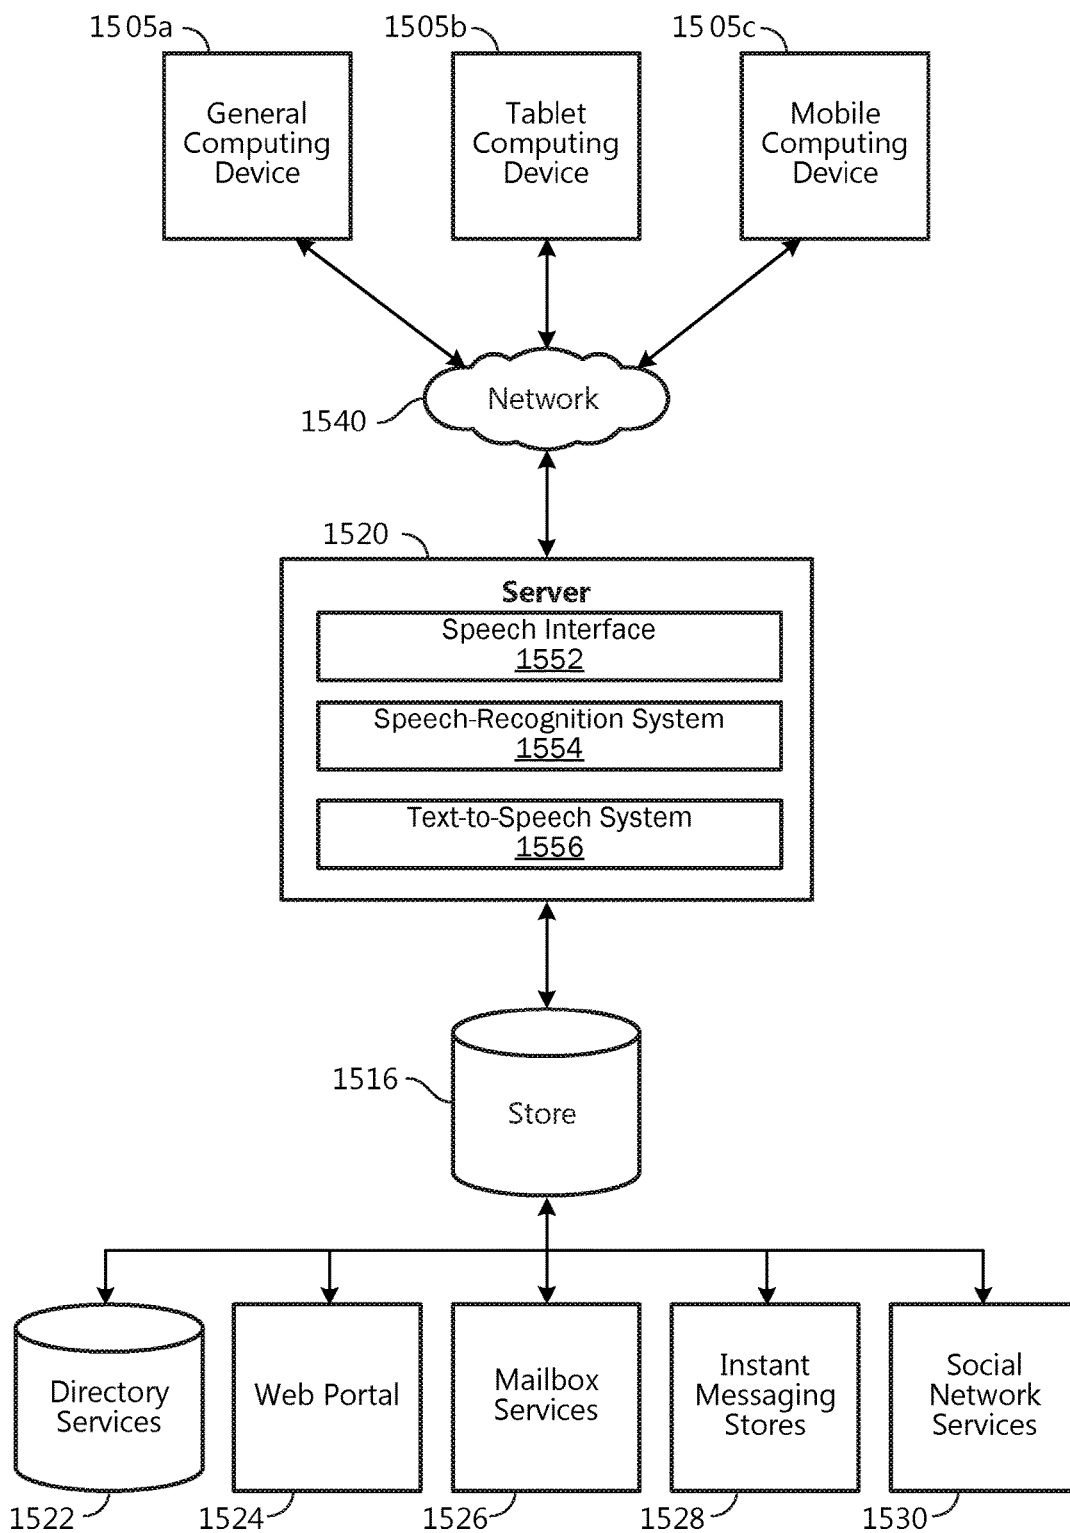 1505a
1505b
1505c
General
Computing
Device
Tablet
Computing
Device
Mobile
Computing
Device
Network
1540
1520
Server
Speech Interface
1552
Speech-Recognition System
1554
Text-to-Speech System
1556
1516
Store
Directory
Services
Web Portal
Mailbox
Services
Instant
Messaging
Stores
Social
Network
Services
1522
1524
1526
1528
1530